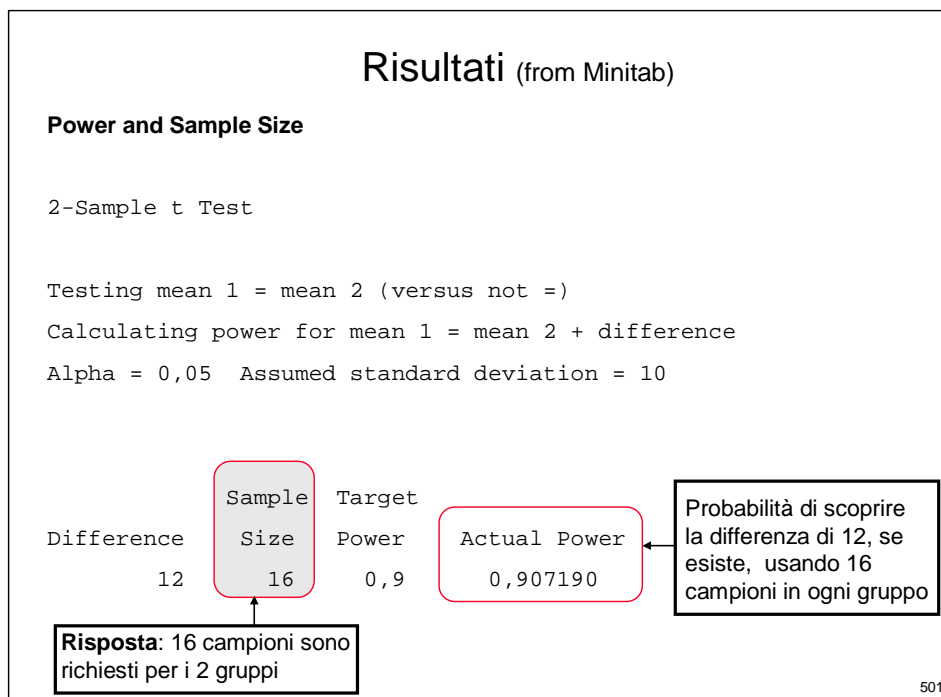 Risultati (from Minitab)
Power and Sample Size
2-Sample t Test
Testing mean 1 = mean 2 (versus not =)
Calculating power for mean 1 = mean 2 + difference
Alpha = 0,05 Assumed standard deviation = 10
Sample Target
Difference Size Power Actual Power
12 16 0,9 0,907190
Probabilità di scoprire
la differenza di 12, se
esiste, usando 16
campioni in ogni gruppo
Risposta: 16 campioni sono
richiesti per i 2 gruppi
501